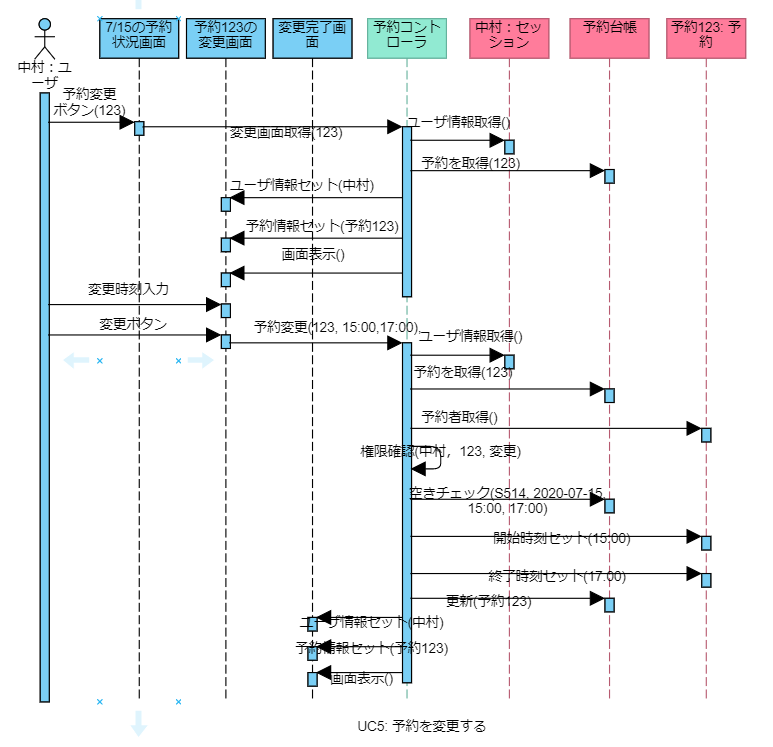 7/15の予約
状況画面
予約123の
変更画面
変更完了画
面
予約コント
ローラ
中村：セッ
ション
予約台帳
予約123: 予
約
中村：ユー
ザ
予約変更
ボタン(123)
変更画面取得(123)
ユーザ情報取得()
予約を取得(123)
ユーザ情報セット(中村)
予約情報セット(予約123)
画面表示()
変更時刻入力
変更ボタン
予約変更(123, 15:00,17:00),
ユーザ情報取得()
予約を取得(123)
予約者取得()
権限確認(中村，123, 変更)
空きチェック(S514, 2020-07-15,
15:00, 17:00)
開始時刻セット(15:00)
終了時刻セット(17:00)
更新(予約123)
ユーザ情報セット(中村)
予約情報セット(予約123)
画面表示()
UC5: 予約を変更する